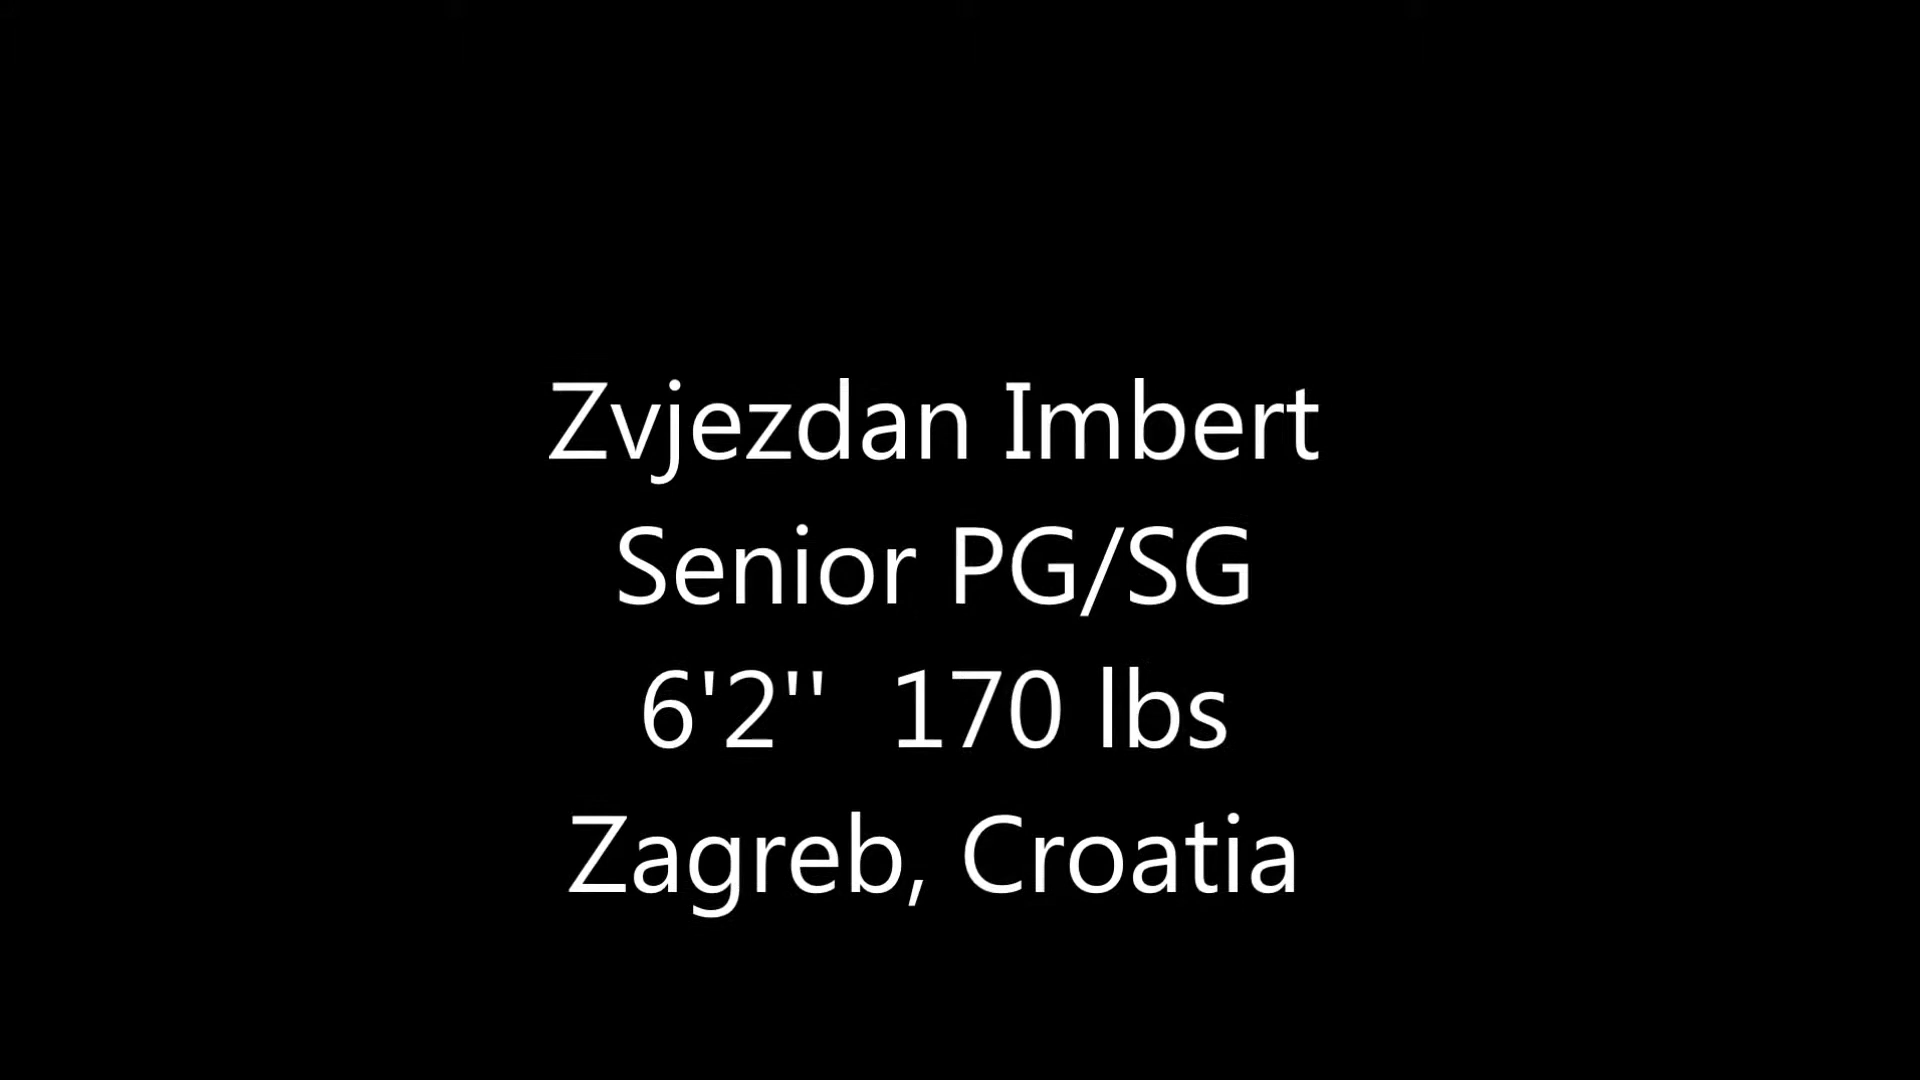 Zvjezdan Imbert
Senior PG/SG
6'2''  170 lbs
Zagreb, Croatia